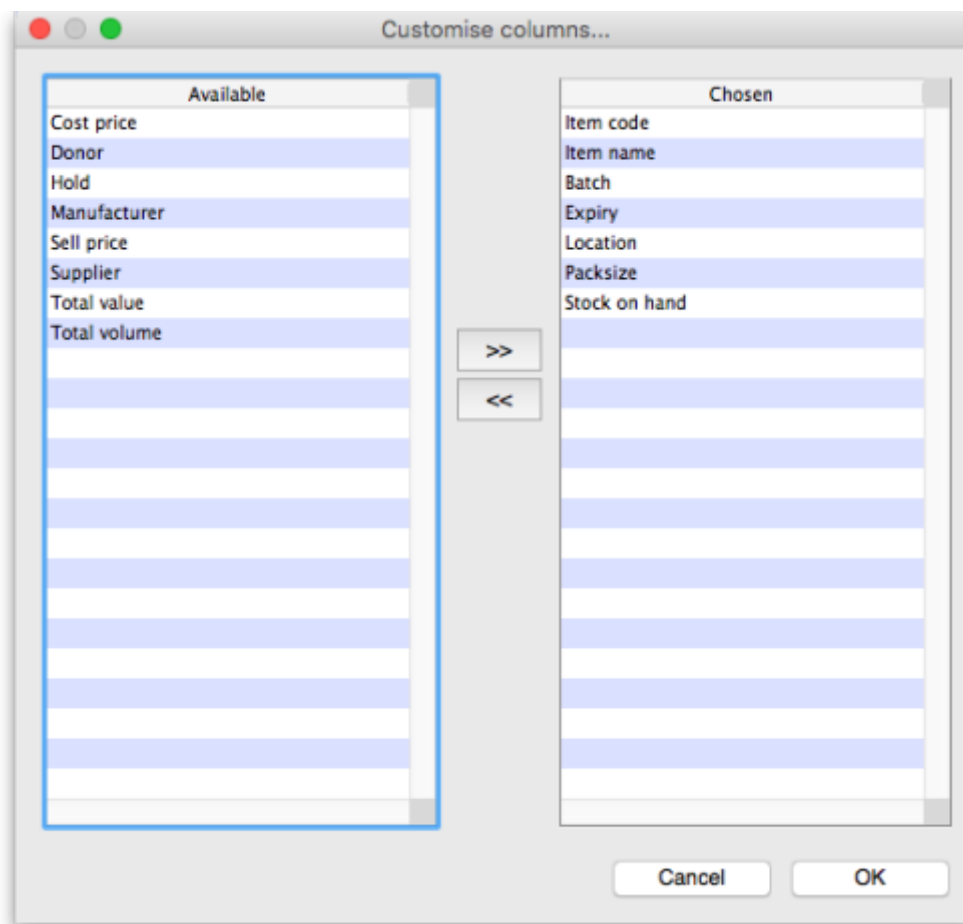 Customise columns...
Available
Cost price
Donor
Hold
Manufacturer
Sell price
Supplier
Total value
Total volume
>>
<<
Chosen
Item code
Item name
Batch
Expiry
Location
Packsize
Stock on hand
Cancel
OK